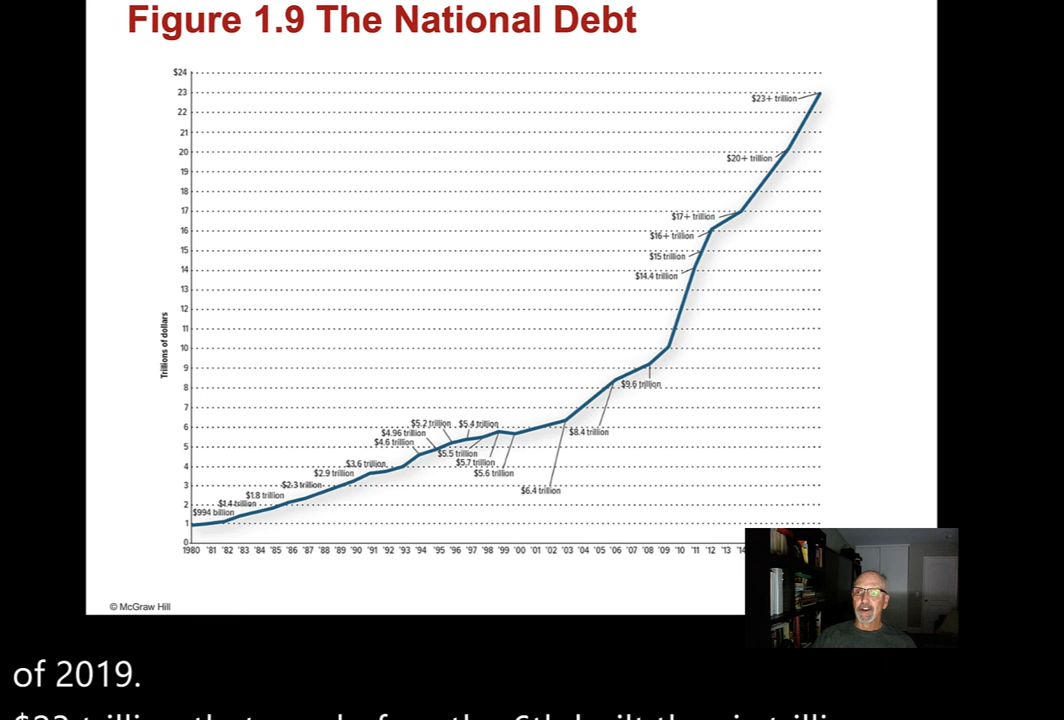 Figure 1.9 The National Debt
$24
23
22
21
20
19
18
17
16
15
14
13
12
11
10
9
8
7
6
5
4
3
2
1
0
Trillions of dollars
$23+ trillion
$20+ trillion
$17+ trillion
$16+ trillion
$15 trillion
$14.4 trillion
$9.6 trillion
$8.4 trillion
$6.4 trillion
$5.2 trillion
$5.4 trillion
$4.96 trillion
$4.6 trillion
$5.5 trillion
$5.7 trillion
$5.6 trillion
$3.6 trillion
$2.9 trillion
$2.3 trillion
$1.8 trillion
$1.4 trillion
$994 billion
1980 '81 '82 '83 '84 '85 '86 '87 '88 '89 '90 '91 '92 '93 '94 '95 '96 '97 '98 '99 '00 '01 '02 '03 '04 '05 '06 '07 '08 '09 '10 '11 '12 '13 '14
© McGraw Hill
of 2019.